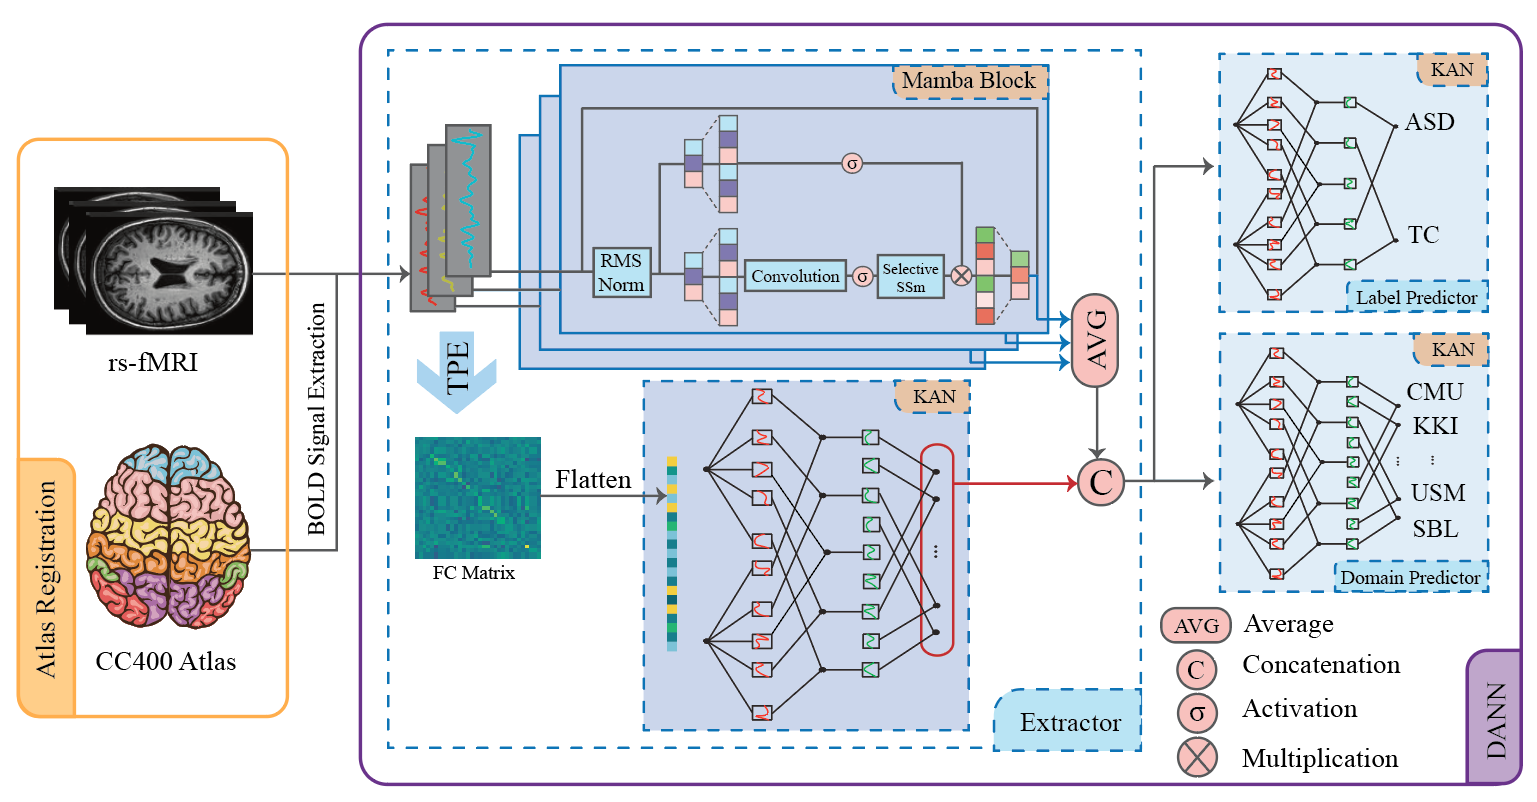 rs-fMRI
CC400 Atlas
Atlas Registration
BOLD Signal Extraction
Mamba Block
RMS
Norm
σ
Convolution
σ
Selective
SSm
AVG
TPE
FC Matrix
Flatten
KAN
...
C
Extractor
KAN
ASD
TC
Label Predictor
KAN
CMU
KKI
... ...
USM
SBL
Domain Predictor
AVG Average
C Concatenation
σ Activation
Multiplication
DANN